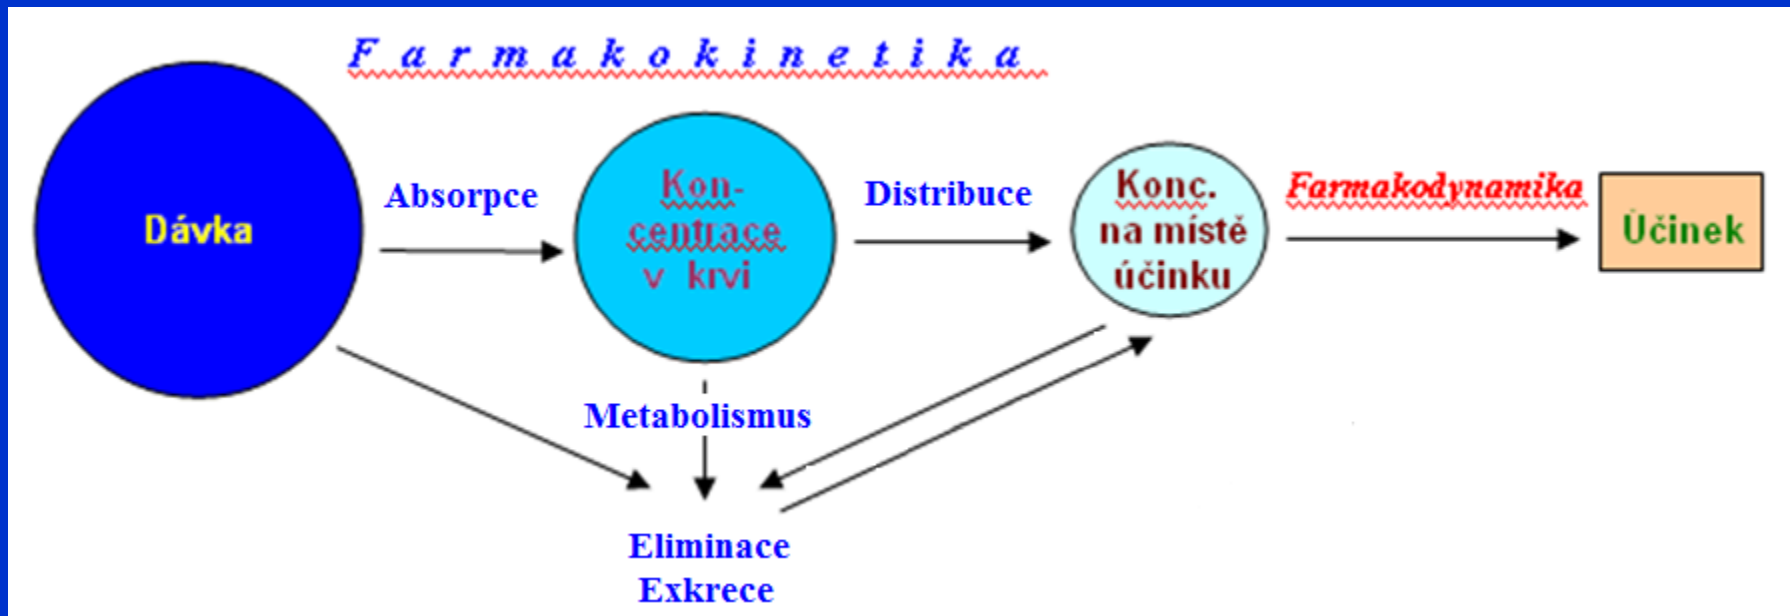 Farmakokinetika
Dávka
Absorpce
Kon-
centrace
v krvi
Distribuce
Konc.
na místě
účinku
Farmakodynamika
Účinek
Metabolismus
Eliminace
Exkrece